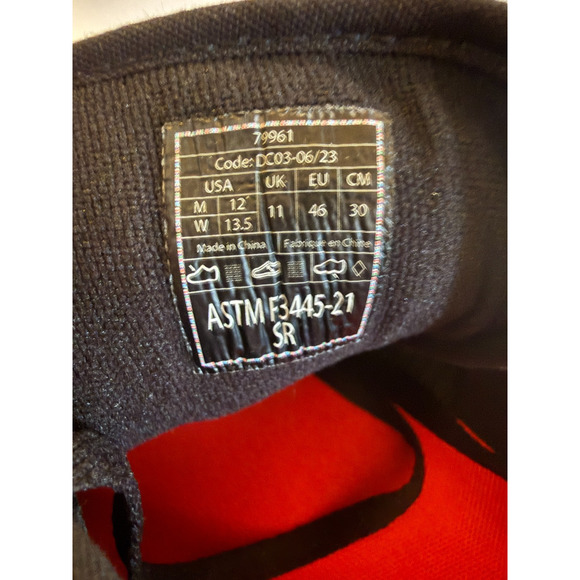 79961
Code: DC03-06/23
USA UK EU CM
M 12 11 46 30
W 13.5
Made in China Fabriqué en Chine
ASTM F3445-21
SR